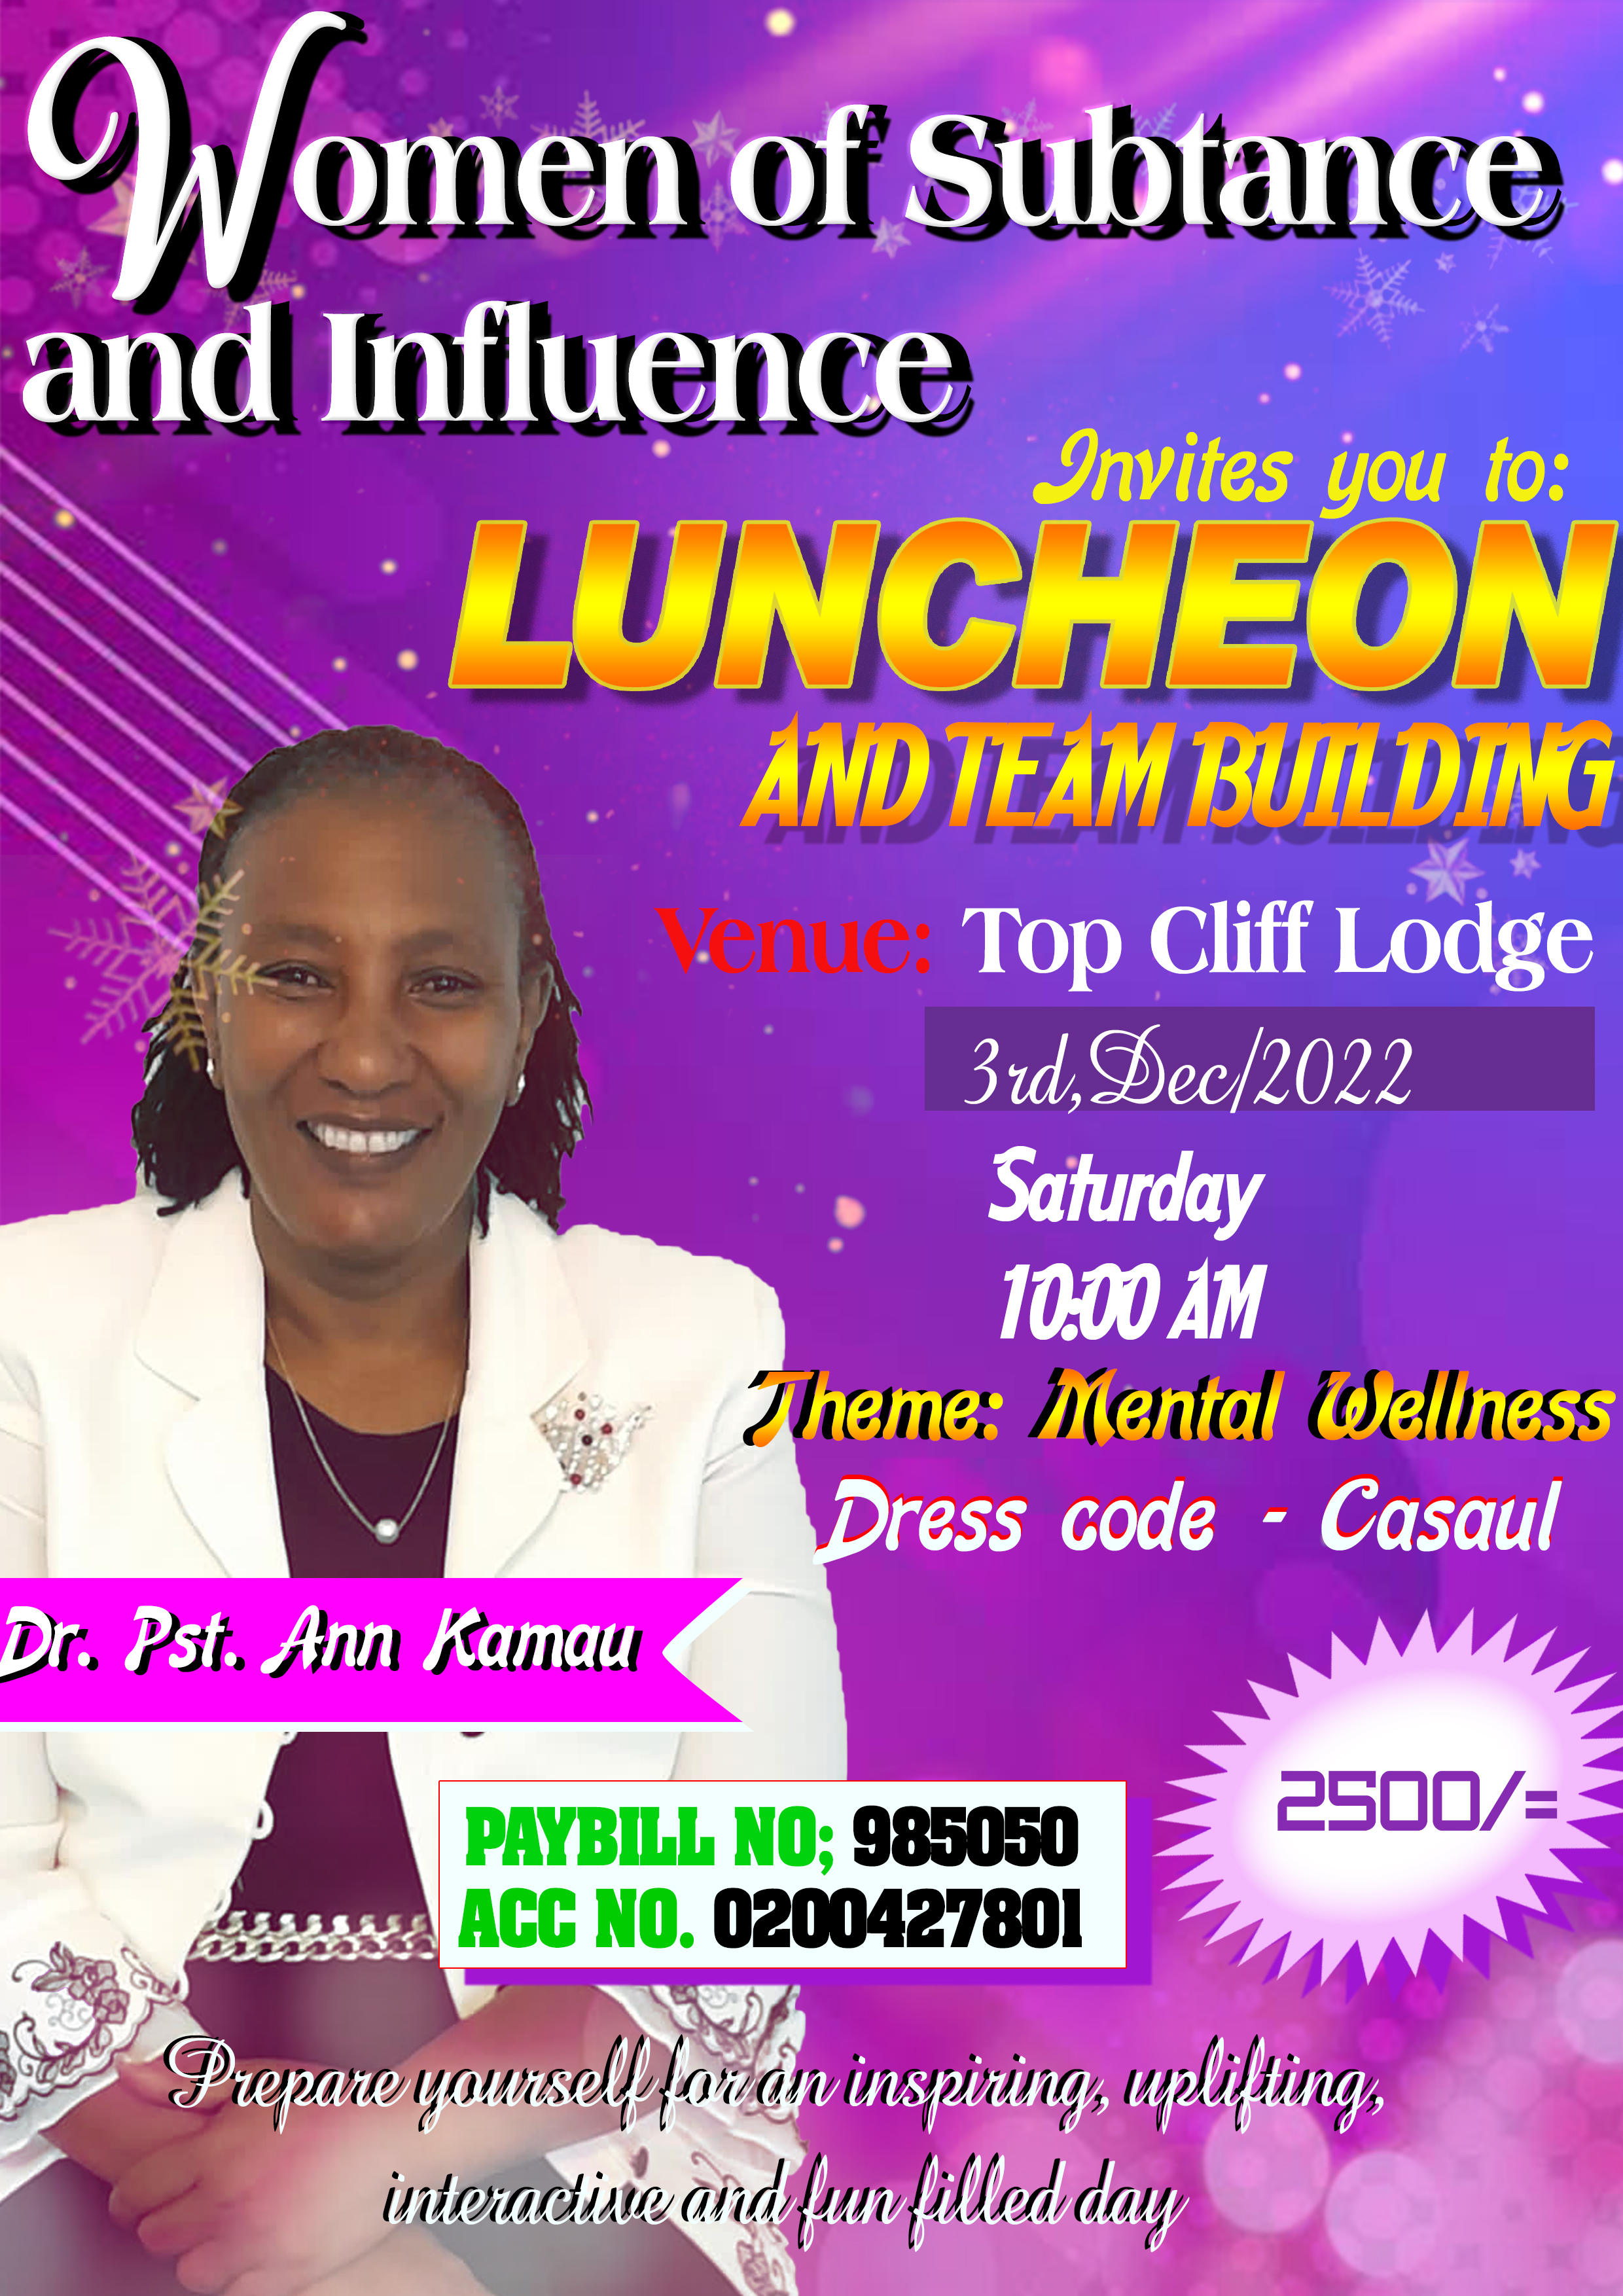 Women of Subtance
and Influence
Invites you to:
LUNCHEON
AND TEAM BUILDING
Venue: Top Cliff Lodge
3rd,Dec/2022
Saturday
10:00 AM
Theme: Mental Wellness
Dress code - Casaul
Dr. Pst. Ann Kamau
2500/=
PAYBILL NO; 985050
ACC NO. 0200427801
Prepare yourself for an inspiring, uplifting,
interactive and fun filled day